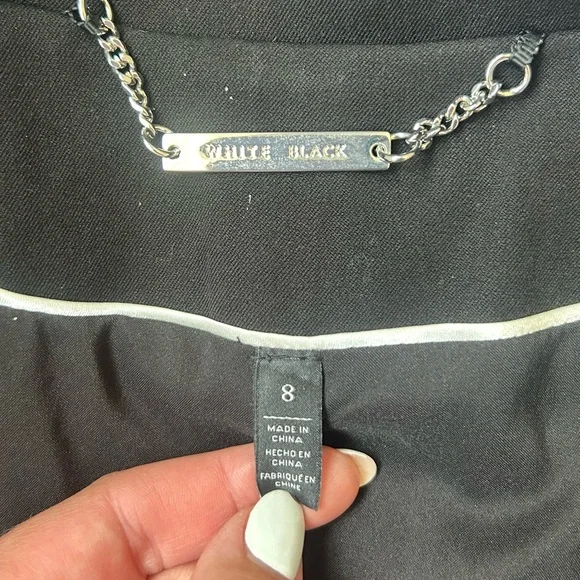 WHITE BLACK
8
MADE IN
CHINA
HECHO EN
CHINA
FABRIQUÉ EN
CHINE